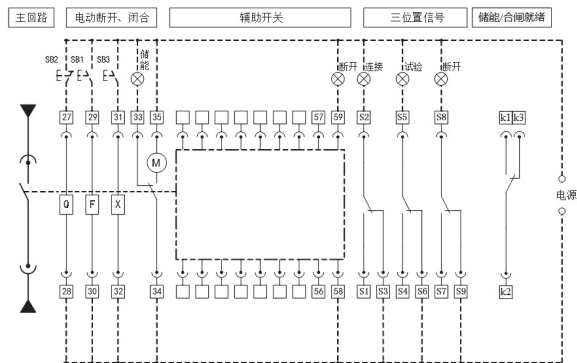 主回路 电动断开、闭合 辅助开关 三位置信号 储能/合闸就绪
SB2 SB1 SB3 储能 断开 连接 试验 断开
27 29 31 33 35 57 59 S2 S5 S8 k1 k3
M
Q F X
电源
28 30 32 34 56 58 S1 S3 S4 S6 S7 S9 k2